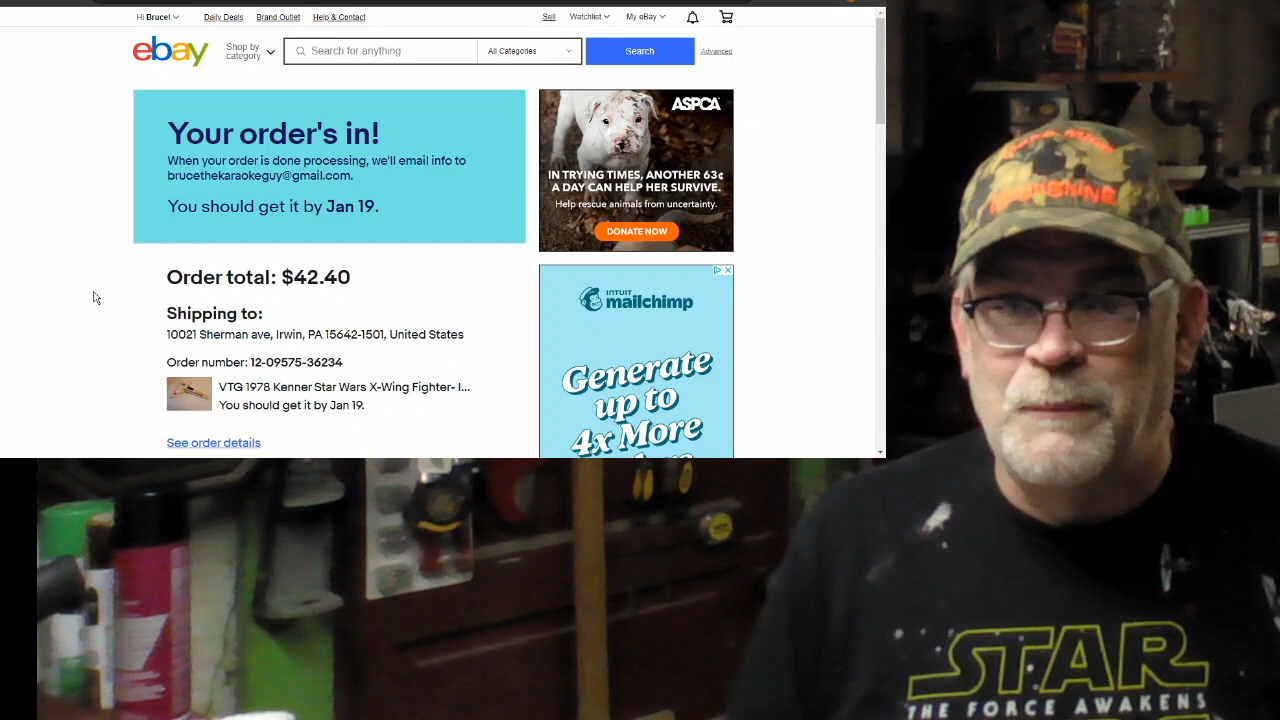 Hi Bruce!
Daily Deals
Brand Outlet
Help & Contact
Sell
Watchlist
My eBay
ebay
Shop by
category
Search for anything
All Categories
Search
Advanced
Your order's in!
When your order is done processing, we'll email info to
brucethekaraokeguy@gmail.com.
You should get it by Jan 19.
Order total: $42.40
Shipping to:
10021 Sherman ave, Irwin, PA 15642-1501, United States
Order number: 12-09575-36234
VTG 1978 Kenner Star Wars X-Wing Fighter- I...
You should get it by Jan 19.
See order details
ASPCA
IN TRYING TIMES, ANOTHER 63¢
A DAY CAN HELP HER SURVIVE.
Help rescue animals from uncertainty.
DONATE NOW
INTUIT
mailchimp
Generate
up to
4x More
STAR
THE FORCE AWAKENS